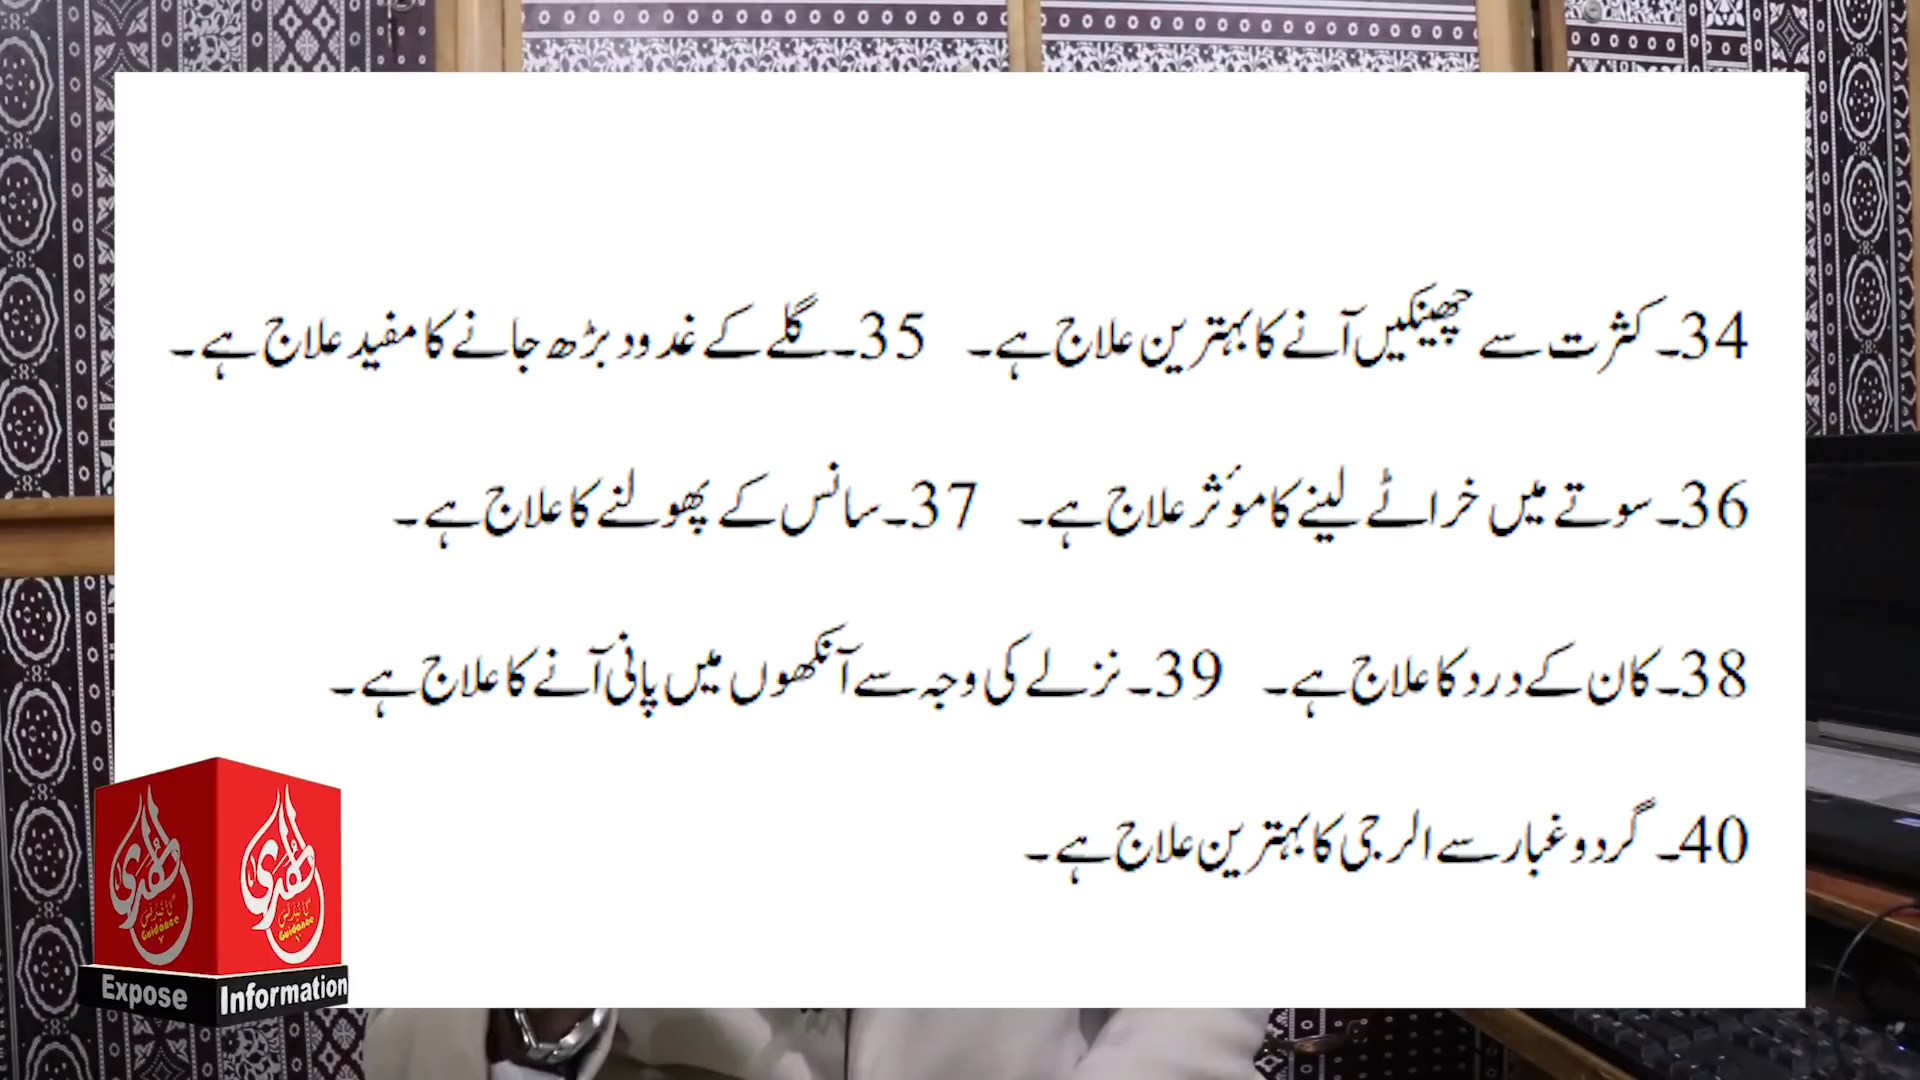 34۔ کثرت سے چھینکیں آنے کا بہترین علاج ہے۔ 35۔گلے کے غدود بڑھ جانے کا مفید علاج ہے۔
36۔سوتے میں خراٹے لینے کا موٴثر علاج ہے۔ 37۔سانس کے پھولنے کا علاج ہے۔
38۔کان کے درد کا علاج ہے۔ 39۔ نزلے کی وجہ سے آنکھوں میں پانی آنے کا علاج ہے۔
40۔ گرد و غبار سے الرجی کا بہترین علاج ہے۔
Guidance
Guidance
Expose
Information